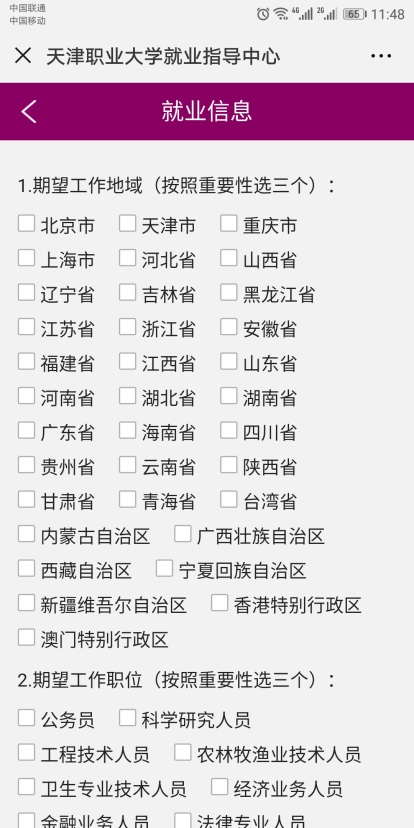 中国联通
中国移动
4G 2G 65 11:48
天津职业大学就业指导中心
就业信息
1.期望工作地域（按照重要性选三个）：
北京市 天津市 重庆市
上海市 河北省 山西省
辽宁省 吉林省 黑龙江省
江苏省 浙江省 安徽省
福建省 江西省 山东省
河南省 湖北省 湖南省
广东省 海南省 四川省
贵州省 云南省 陕西省
甘肃省 青海省 台湾省
内蒙古自治区 广西壮族自治区
西藏自治区 宁夏回族自治区
新疆维吾尔自治区 香港特别行政区
澳门特别行政区
2.期望工作职位（按照重要性选三个）：
公务员 科学研究人员
工程技术人员 农林牧渔业技术人员
卫生专业技术人员 经济业务人员
金融业务人员 法律专业人员